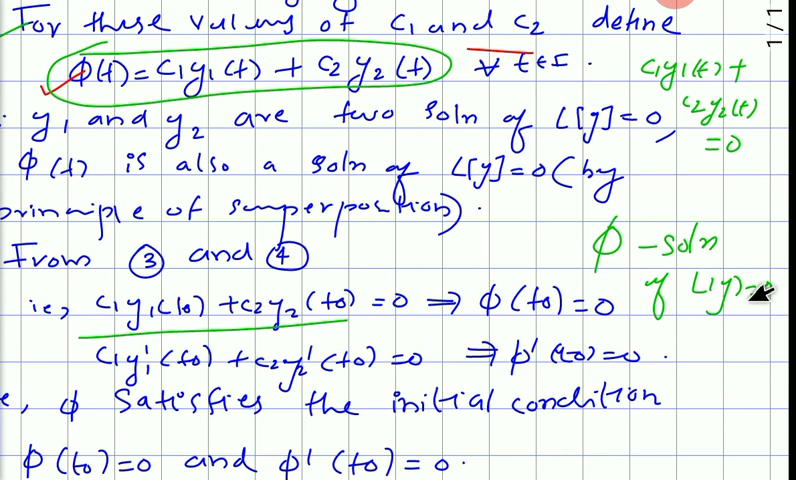 For these values of c1 and c2 define
ϕ(t) = c1y1(t) + c2y2(t) ∀ t∈I.
c1y1(t) +
c2y2(t)
= 0
∵ y1 and y2 are two soln of L[y]=0,
ϕ(t) is also a soln of L[y]=0 (by
principle of superposition).
From ③ and ④
ϕ - soln
of L[y]=0
ie, c1y1(t0) + c2y2(t0) = 0 ⇒ ϕ(t0) = 0
c1y1'(t0) + c2y2'(t0) = 0 ⇒ ϕ'(t0) = 0.
ϕ satisfies the initial condition
ϕ(t0) = 0 and ϕ'(t0) = 0.
1/1